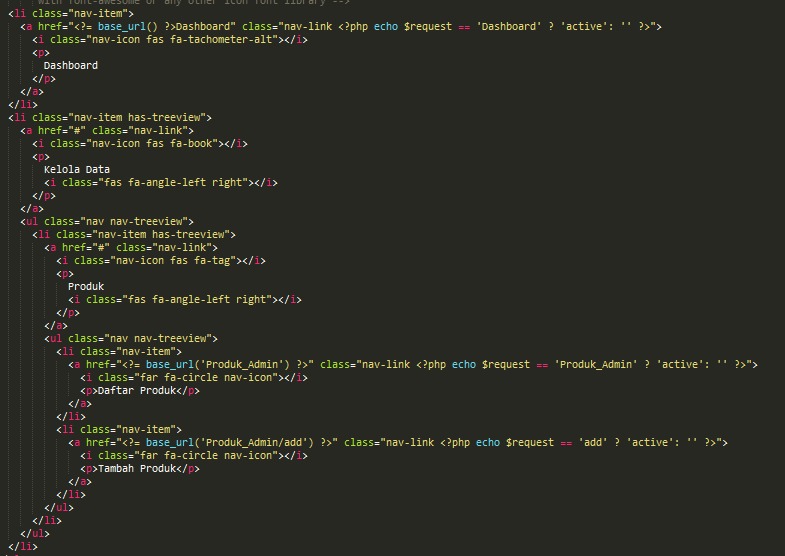 with font-awesome or any other icon font library -->
<li class="nav-item">
<a href="<?= base_url() ?>Dashboard" class="nav-link <?php echo $request == 'Dashboard' ? 'active': '' ?>">
<i class="nav-icon fas fa-tachometer-alt"></i>
<p>
Dashboard
</p>
</a>
</li>
<li class="nav-item has-treeview">
<a href="#" class="nav-link">
<i class="nav-icon fas fa-book"></i>
<p>
Kelola Data
<i class="fas fa-angle-left right"></i>
</p>
</a>
<ul class="nav nav-treeview">
<li class="nav-item has-treeview">
<a href="#" class="nav-link">
<i class="nav-icon fas fa-tag"></i>
<p>
Produk
<i class="fas fa-angle-left right"></i>
</p>
</a>
<ul class="nav nav-treeview">
<li class="nav-item">
<a href="<?= base_url('Produk_Admin') ?>" class="nav-link <?php echo $request == 'Produk_Admin' ? 'active': '' ?>">
<i class="far fa-circle nav-icon"></i>
<p>Daftar Produk</p>
</a>
</li>
<li class="nav-item">
<a href="<?= base_url('Produk_Admin/add') ?>" class="nav-link <?php echo $request == 'add' ? 'active': '' ?>">
<i class="far fa-circle nav-icon"></i>
<p>Tambah Produk</p>
</a>
</li>
</ul>
</li>
</ul>
</li>